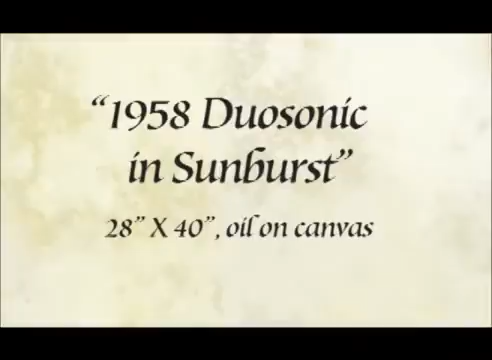 “1958 Duosonic
in Sunburst”
28” X 40”, oil on canvas